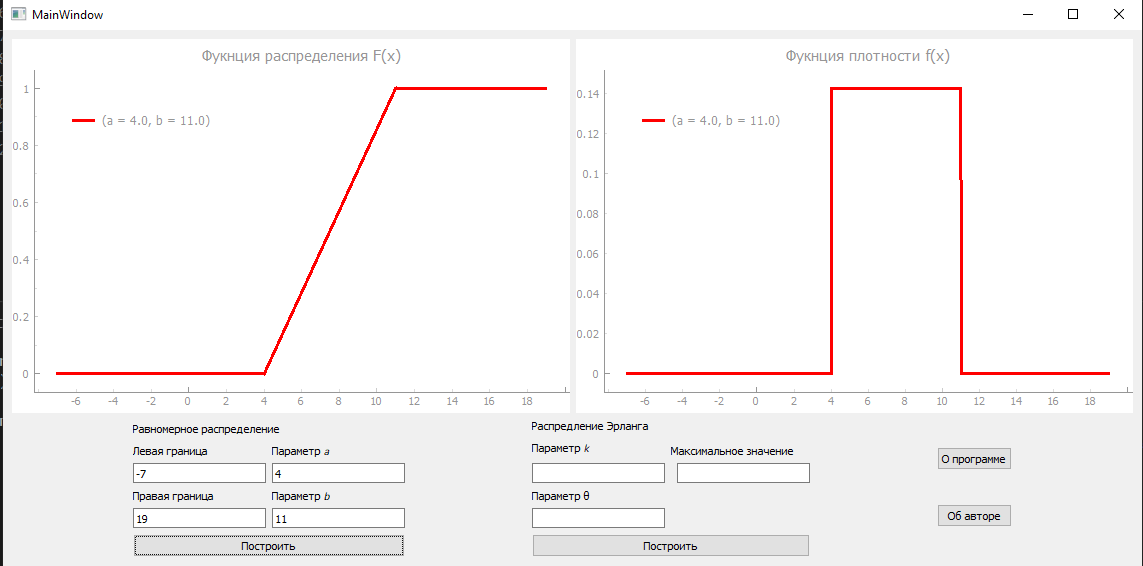 MainWindow
Фукнция распределения F(x)
(a = 4.0, b = 11.0)
1
0.8
0.6
0.4
0.2
0
-6 -4 -2 0 2 4 6 8 10 12 14 16 18
Фукнция плотности f(x)
(a = 4.0, b = 11.0)
0.14
0.12
0.1
0.08
0.06
0.04
0.02
0
-6 -4 -2 0 2 4 6 8 10 12 14 16 18
Равномерное распределение
Левая граница Параметр a
-7 4
Правая граница Параметр b
19 11
Построить
Распредление Эрланга
Параметр k Максимальное значение
Параметр θ
Построить
О программе
Об авторе